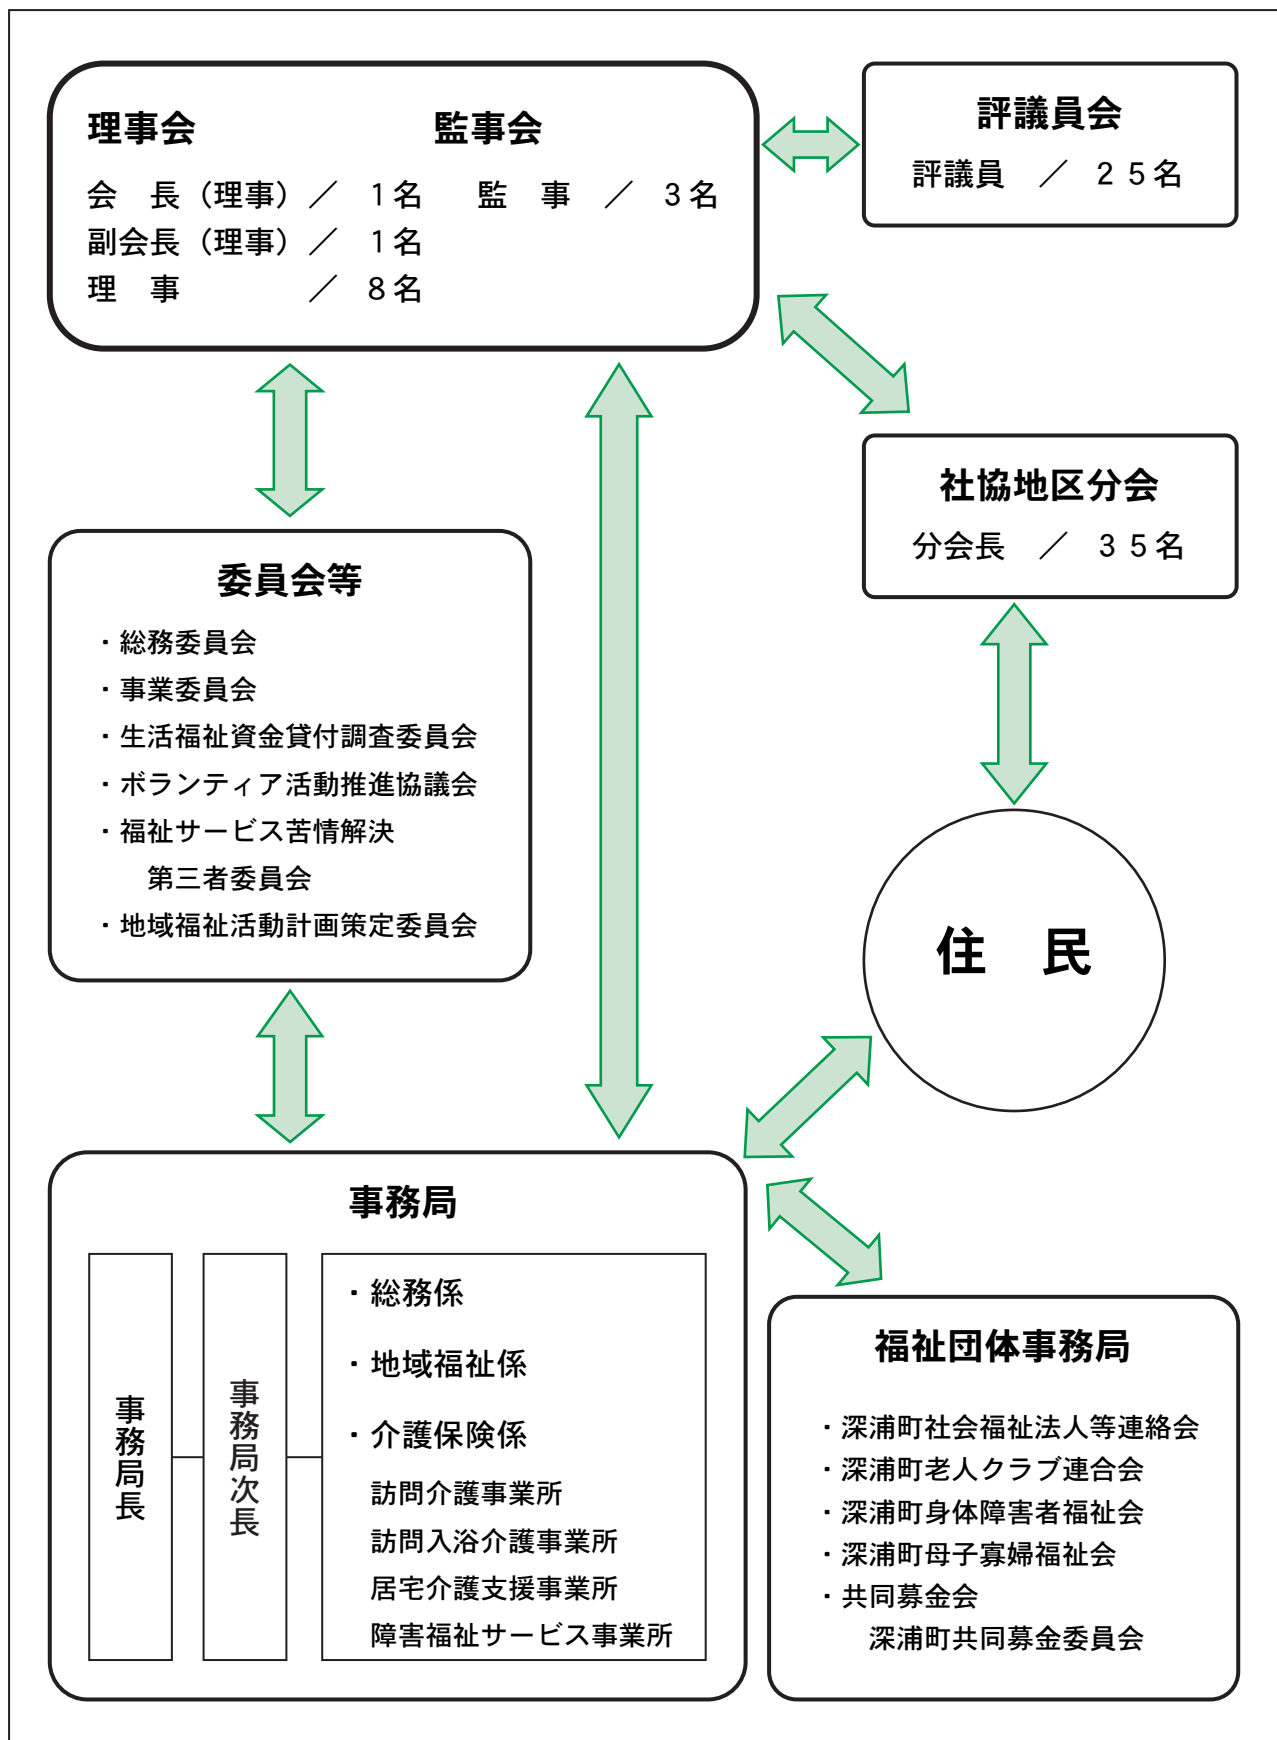 理事会
会　長（理事）／　1名
副会長（理事）／　1名
理　事　　　　／　8名
監事会
監　事　／　3名
評議員会
評議員　／　25名
社協地区分会
分会長　／　35名
委員会等
・総務委員会
・事業委員会
・生活福祉資金貸付調査委員会
・ボランティア活動推進協議会
・福祉サービス苦情解決
第三者委員会
・地域福祉活動計画策定委員会
住　民
事務局
事務局長
事務局次長
・総務係
・地域福祉係
・介護保険係
訪問介護事業所
訪問入浴介護事業所
居宅介護支援事業所
障害福祉サービス事業所
福祉団体事務局
・深浦町社会福祉法人等連絡会
・深浦町老人クラブ連合会
・深浦町身体障害者福祉会
・深浦町母子寡婦福祉会
・共同募金会
深浦町共同募金委員会